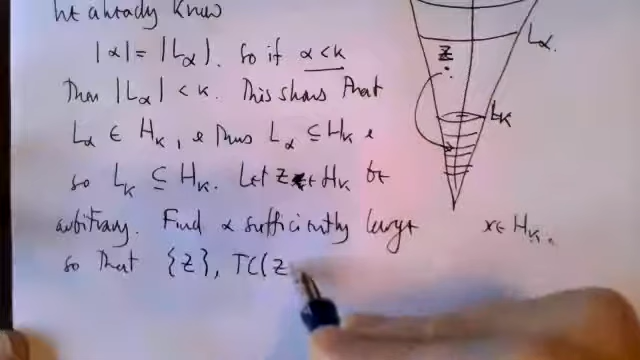 We already know
|α| = |Lα|. So if α < κ
Then |Lα| < κ. This shows That
Lα ∈ Hκ, & Thus Lα ⊆ Hκ &
so Lκ ⊆ Hκ. Let z ∈ Hκ be
arbitrary. Find α sufficiently large
so that {z}, TC(z
Lα.
z
Lκ
x ∈ Hκ.